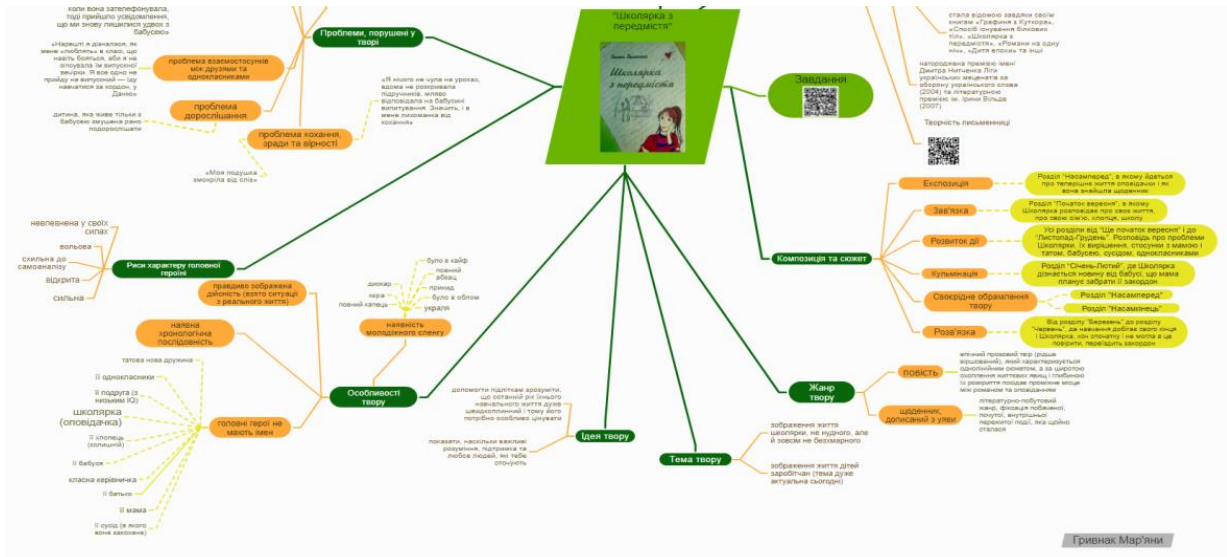 коли вона зателефонувала,
тоді прийшло усвідомлення,
що ми знову лишилися удвох з
бабусею»
Проблеми, порушені у
творі
«Нарешті я дізналася, як
мене «люблять» в класі, що
навіть бояться, аби я не
зіпсувала їм випускної
вечірки. Я все одно не
прийду на випускний — їду
навчатися за кордон, у
Данію»
проблема взаємостосунків
між друзями та
однокласниками
проблема
дорослішання
дитина, яка живе тільки з
бабусею змушена рано
подорослішати
проблема кохання,
зради та вірності
«Я нічого не чула на уроках,
вдома не розкривала
підручників, мляво
відповідала на бабусині
випитування. Значить, і в
мене лихоманка від
кохання»
«Моя подушка
змокріла від сліз»
"Школярка з
передмістя"
Школярка
з передмістя
Завдання
стала відомою завдяки своїм
книгам «Графиня з Куткора»,
«Спосіб існування білкових
тіл», «Школярка з
передмістя», «Романи на одну
ніч», «Дитя епохи» та інші
нагороджена премією імені
Дмитра Нитченка Ліги
українських меценатів за
оборону українського слова
(2004) та літературною
премією ім. Ірини Вільде
(2007)
Творчість письменниці
Риси характеру головної
героїні
невпевнена у своїх
силах
вольова
схильна до
самоаналізу
відкрита
сильна
Особливості
твору
правдиво зображена
дійсність (взято ситуації
з реального життя)
наявна
хронологічна
послідовність
наявність
молодіжного сленгу
було в кайф
повний
абзац
дискар
прикид
кера
було в облом
повний капець
украля
головні герої не
мають імен
татова нова дружина
її однокласники
її подруга (з
низьким IQ)
школярка
(оповідачка)
її хлопець
(колишній)
її бабуся
класна керівничка
її батько
її мама
її сусід (в якого
вона закохана)
Ідея твору
допомогти підліткам зрозуміти,
що останній рік їхнього
навчального життя дуже
швидкоплинний і тому його
потрібно особливо цінувати
показати, наскільки важливі
розуміння, підтримка та
любов людей, які тебе
оточують
Тема твору
зображення життя
школярки, не нудного, але
й зовсім не безхмарного
зображення життя дітей
заробітчан (тема дуже
актуальна сьогодні)
Жанр
твору
повість
епічний прозовий твір (рідше
віршований), який характеризується
однолінійним сюжетом, а за широтою
охоплення життєвих явищ і глибиною
їх розкриття посідає проміжне місце
між романом та оповіданням
щоденник,
дописаний з уяви
літературно-побутовий
жанр, фіксація побаченої,
почутої, внутрішньої
пережитої події, яка щойно
сталася
Композиція та сюжет
Експозиція
Розділ "Насамперед", в якому йдеться
про теперішнє життя оповідачки і як
вона знайшла щоденник
Зав'язка
Розділ "Початок вересня", в якому
Школярка розповідає про своє життя,
про свою сім'ю, хлопця, школу
Розвиток дії
Усі розділи від "Ще початок вересня" і до
"Листопад-Грудень". Розповідь про проблеми
Школярки, їх вирішення, стосунки з мамою і
татом, бабусею, сусідом, однокласниками
Кульмінація
Розділ "Січень-Лютий", де Школярка
дізнається новину від бабусі, що мама
планує забрати її закордон
Своєрідне обрамлення
твору
Розділ "Насамперед"
Розділ "Насамкінець"
Розв'язка
Від розділу "Березень" до розділу
"Червень", де навчання добігає свого кінця
і Школярка, хоч спочатку і не могла в це
повірити, переїздить закордон
Гривнак Мар'яни